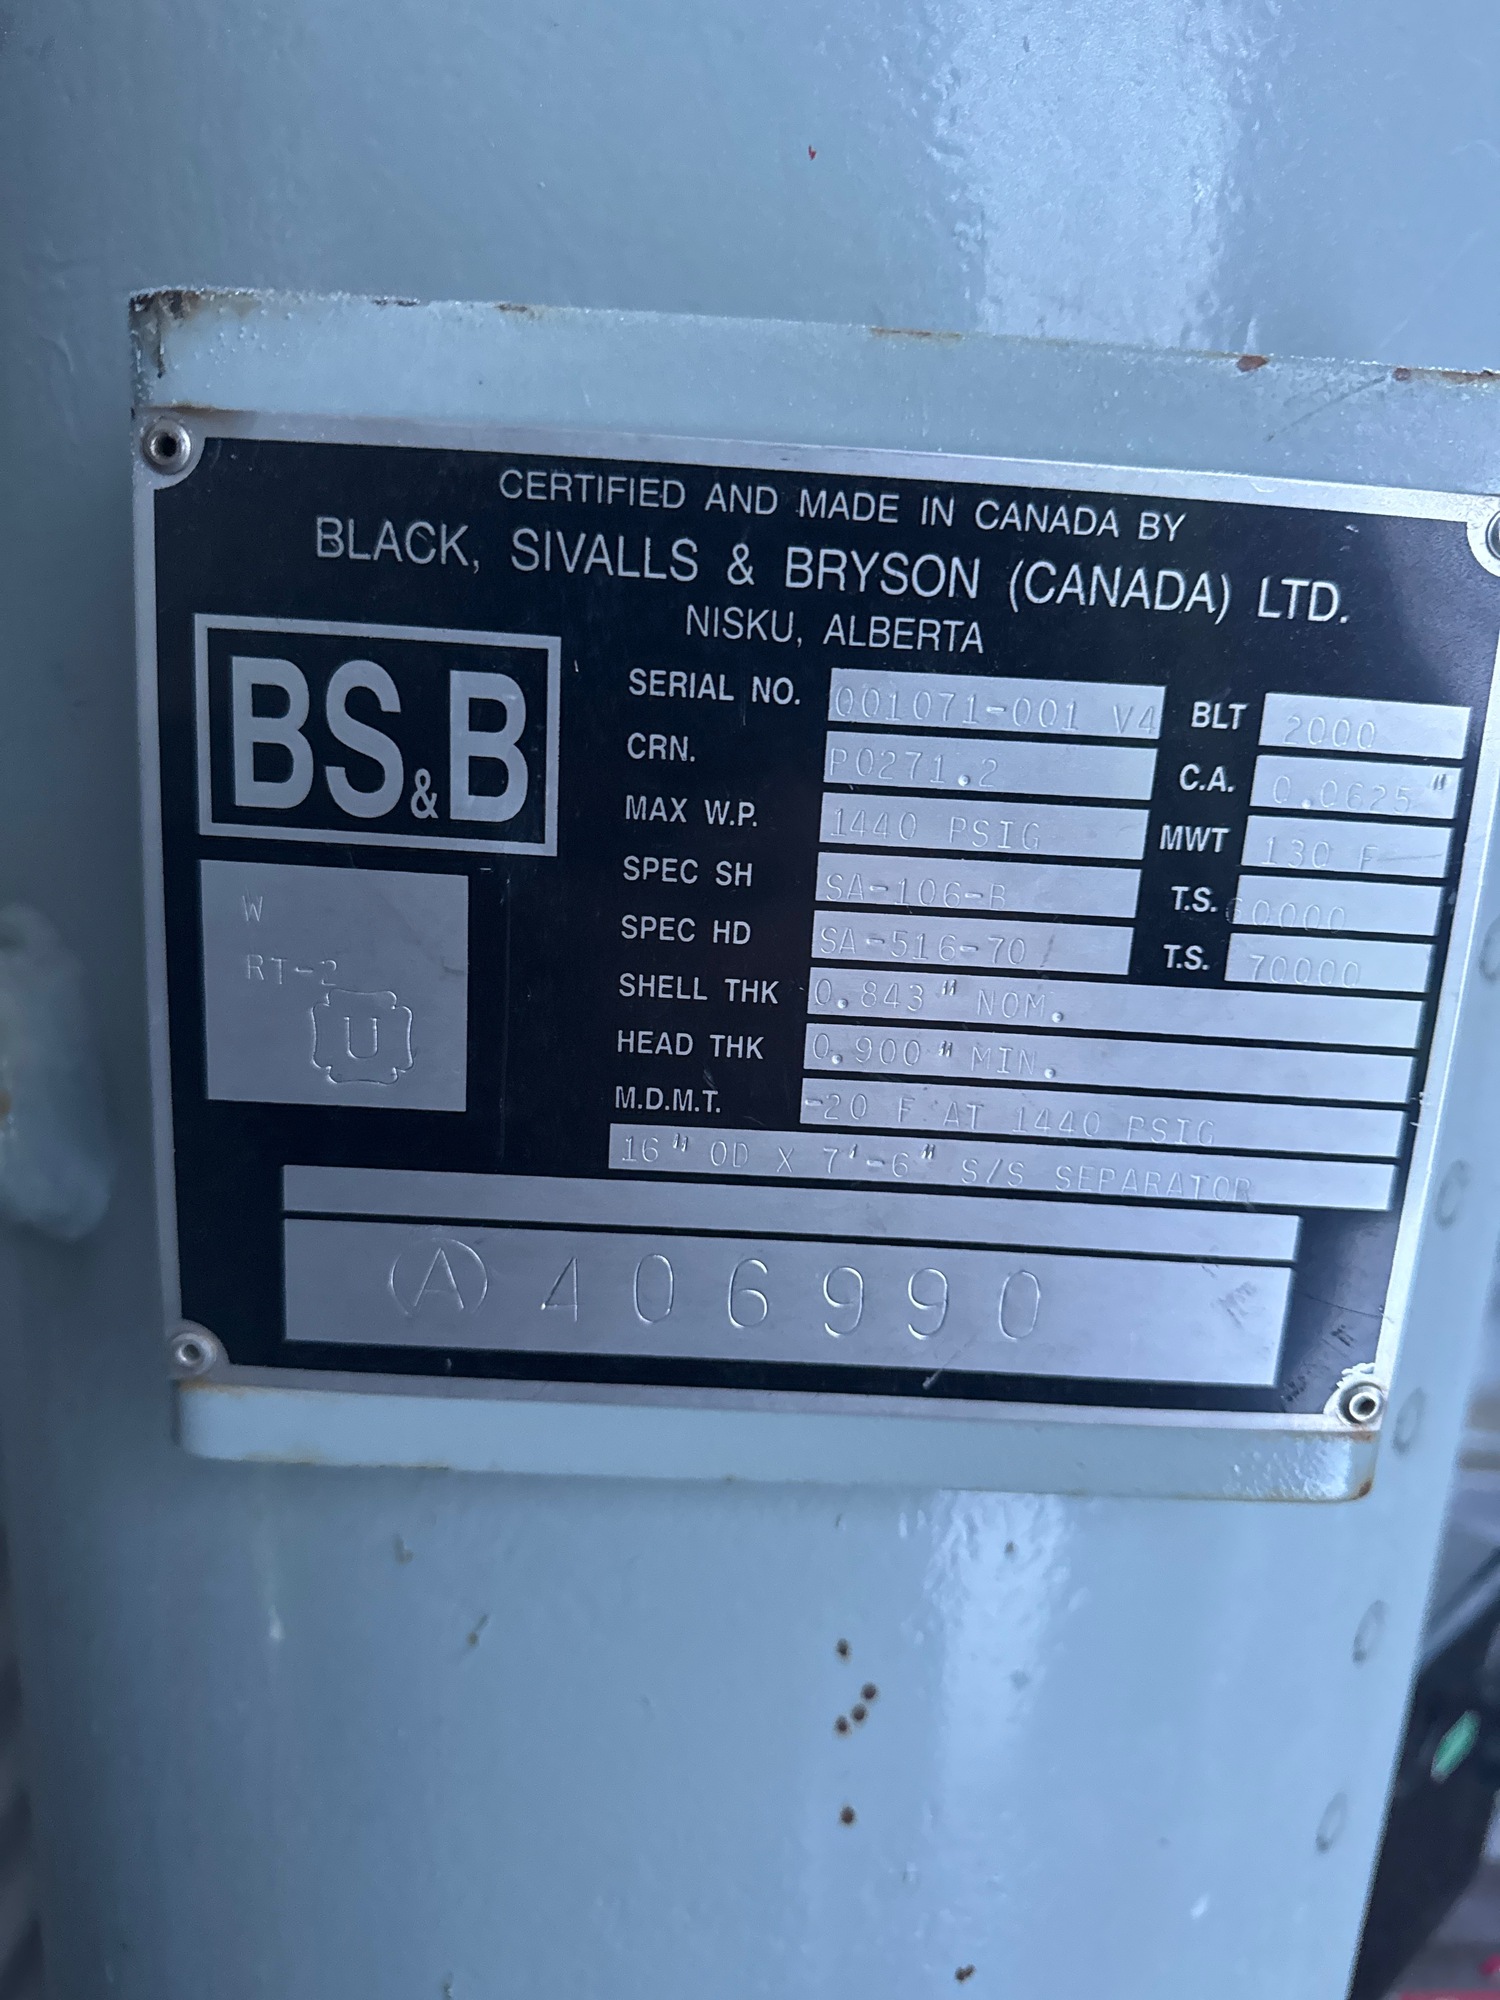 CERTIFIED AND MADE IN CANADA BY
BLACK, SIVALLS & BRYSON (CANADA) LTD.
NISKU, ALBERTA
BS&B
SERIAL NO. 001071-001 V4 BLT 2000
CRN. P0271.2 C.A. 0.0625"
MAX W.P. 1440 PSIG MWT 130 F
SPEC SH SA-106-B T.S. 60000
SPEC HD SA-516-70 T.S. 70000
SHELL THK 0.843" NOM.
HEAD THK 0.900" MIN.
M.D.M.T. -20 F AT 1440 PSIG
16" OD X 7'-6" S/S SEPARATOR
W
RT-2
U
(A) 406990